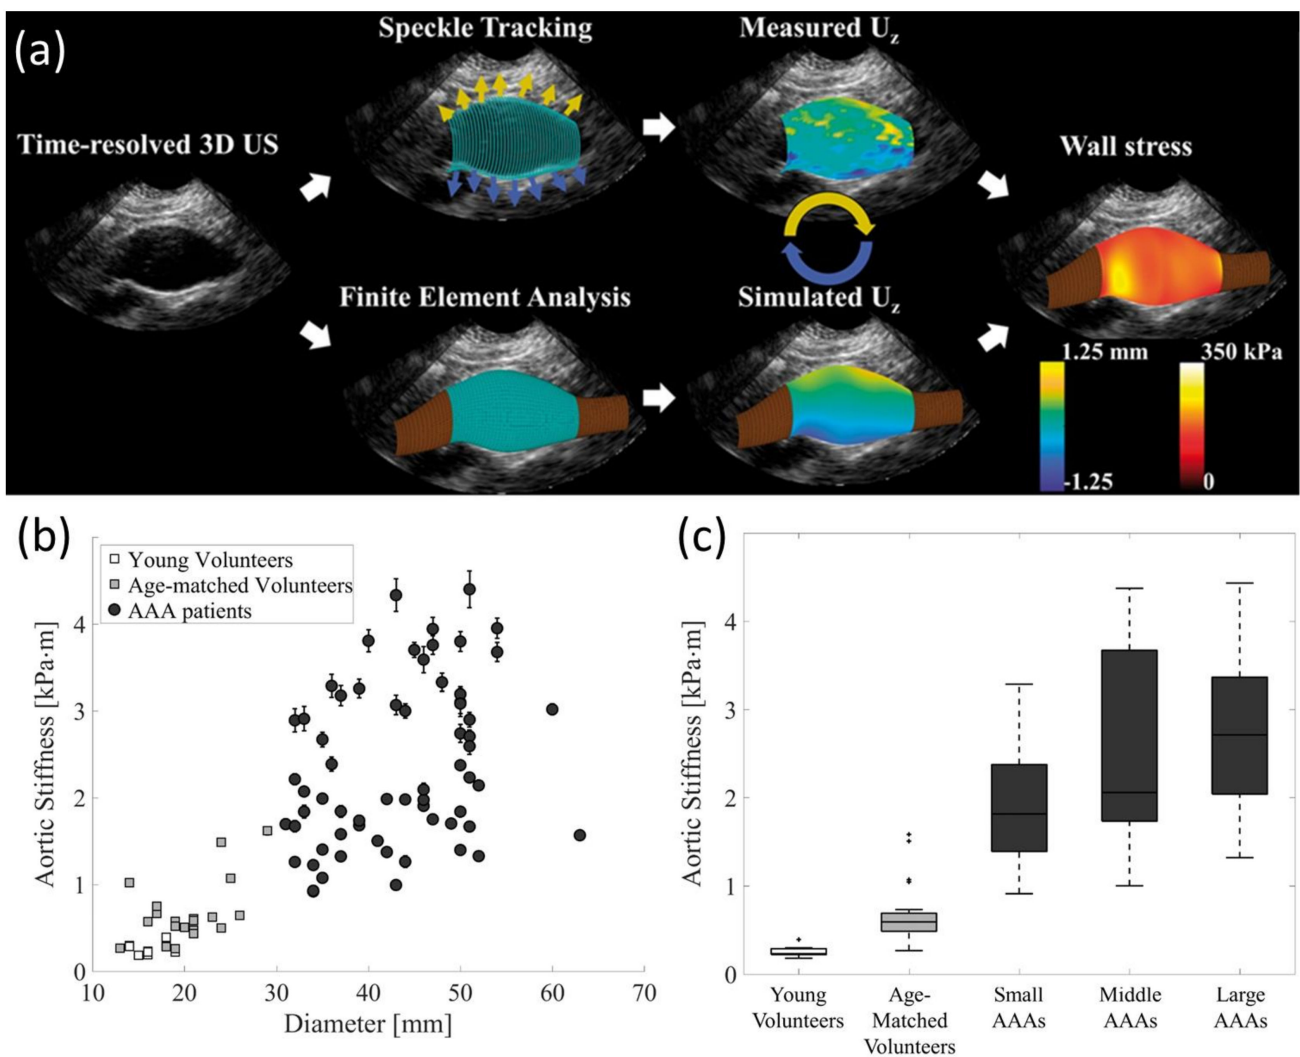 (a)
Speckle Tracking
Measured Uz
Time-resolved 3D US
Wall stress
Finite Element Analysis
Simulated Uz
1.25 mm
350 kPa
-1.25
0
(b)
Young Volunteers
Age-matched Volunteers
AAA patients
Aortic Stiffness [kPa·m]
4
3
2
1
0
10
20
30
40
50
60
70
Diameter [mm]
(c)
Aortic Stiffness [kPa·m]
4
3
2
1
0
Young
Volunteers
Age-
Matched
Volunteers
Small
AAAs
Middle
AAAs
Large
AAAs